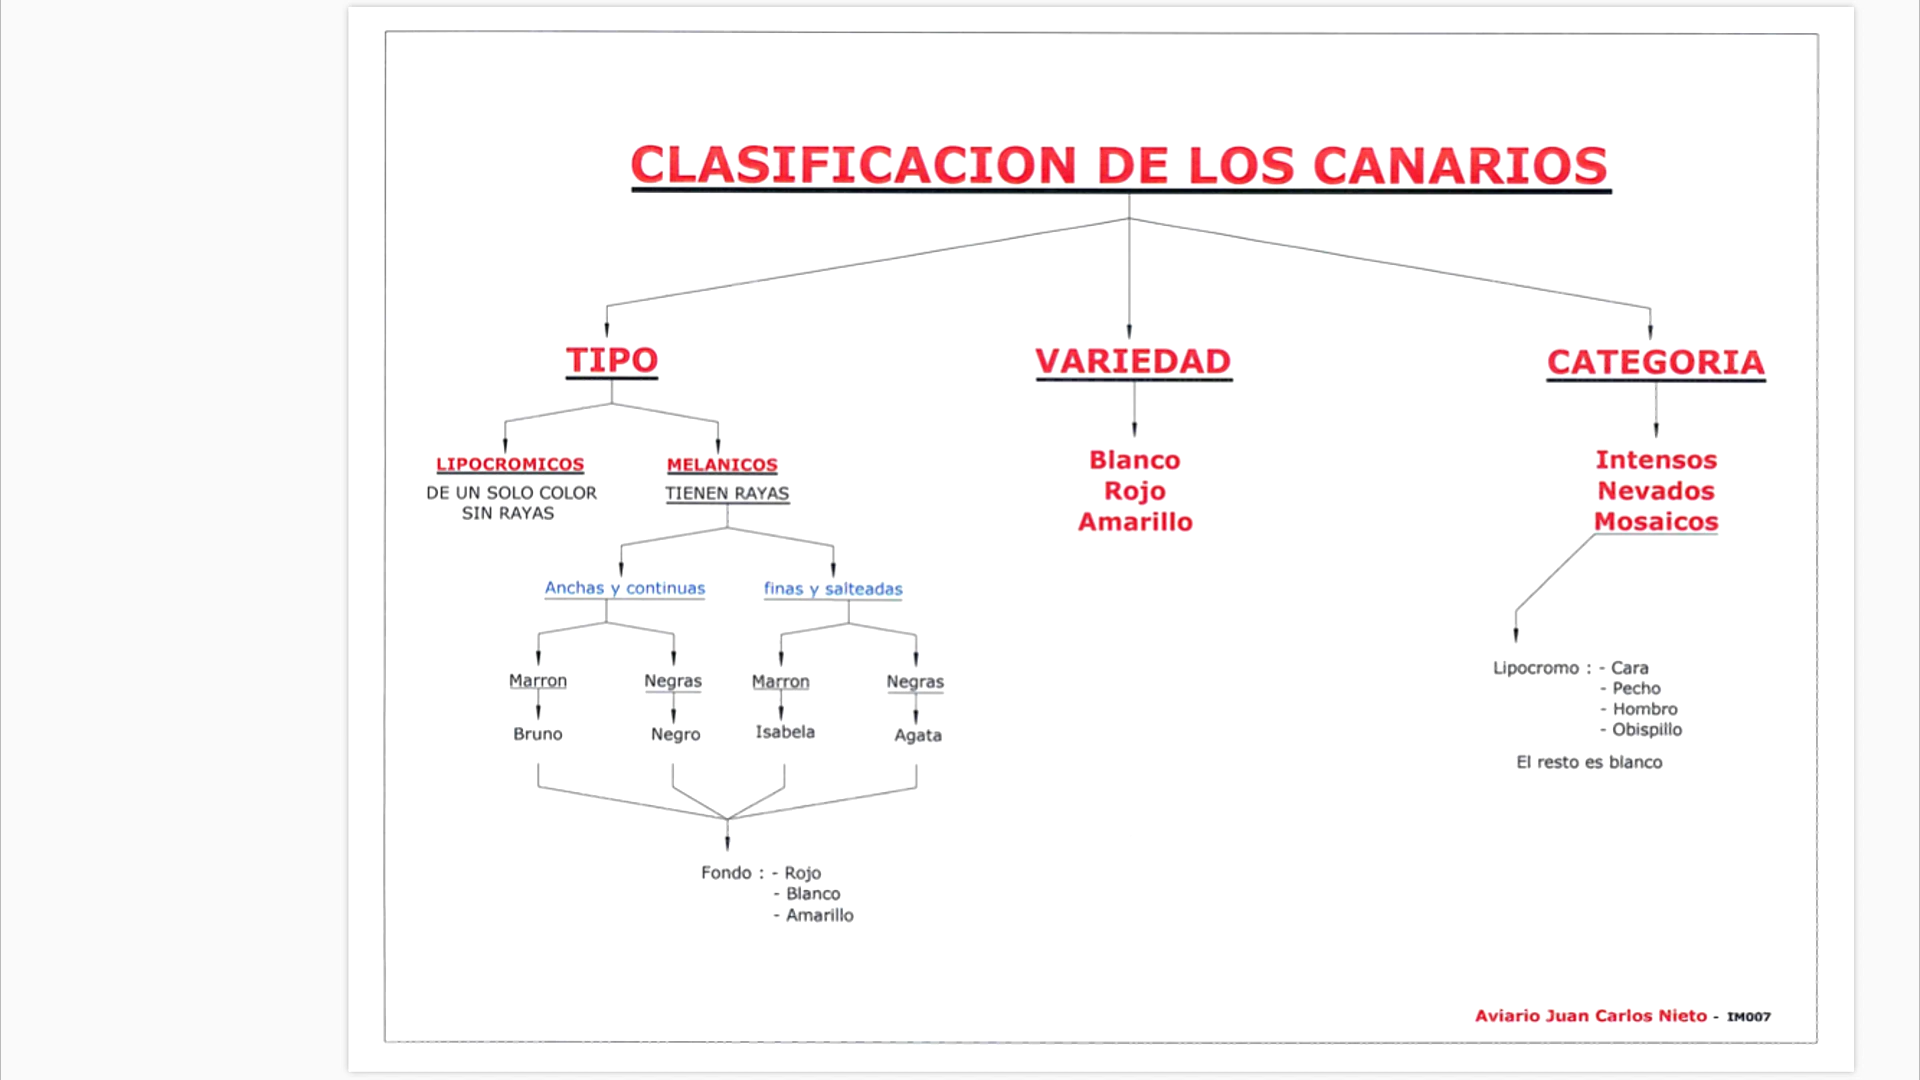 CLASIFICACION DE LOS CANARIOS
TIPO
VARIEDAD
CATEGORIA
LIPOCROMICOS
DE UN SOLO COLOR
SIN RAYAS
MELANICOS
TIENEN RAYAS
Blanco
Rojo
Amarillo
Intensos
Nevados
Mosaicos
Anchas y continuas
finas y salteadas
Marron
Negras
Marron
Negras
Bruno
Negro
Isabela
Agata
Lipocromo : - Cara
- Pecho
- Hombro
- Obispillo
El resto es blanco
Fondo : - Rojo
- Blanco
- Amarillo
Aviario Juan Carlos Nieto - IM007